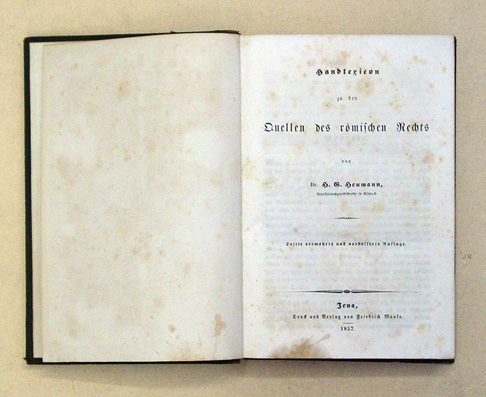 Handlexicon
zu den
Quellen des römischen Rechts
von
Dr. H. G. Heumann,
Dritte vermehrte und verbesserte Auflage.
Jena,
Druck und Verlag von Friedrich Mauke.
1857.